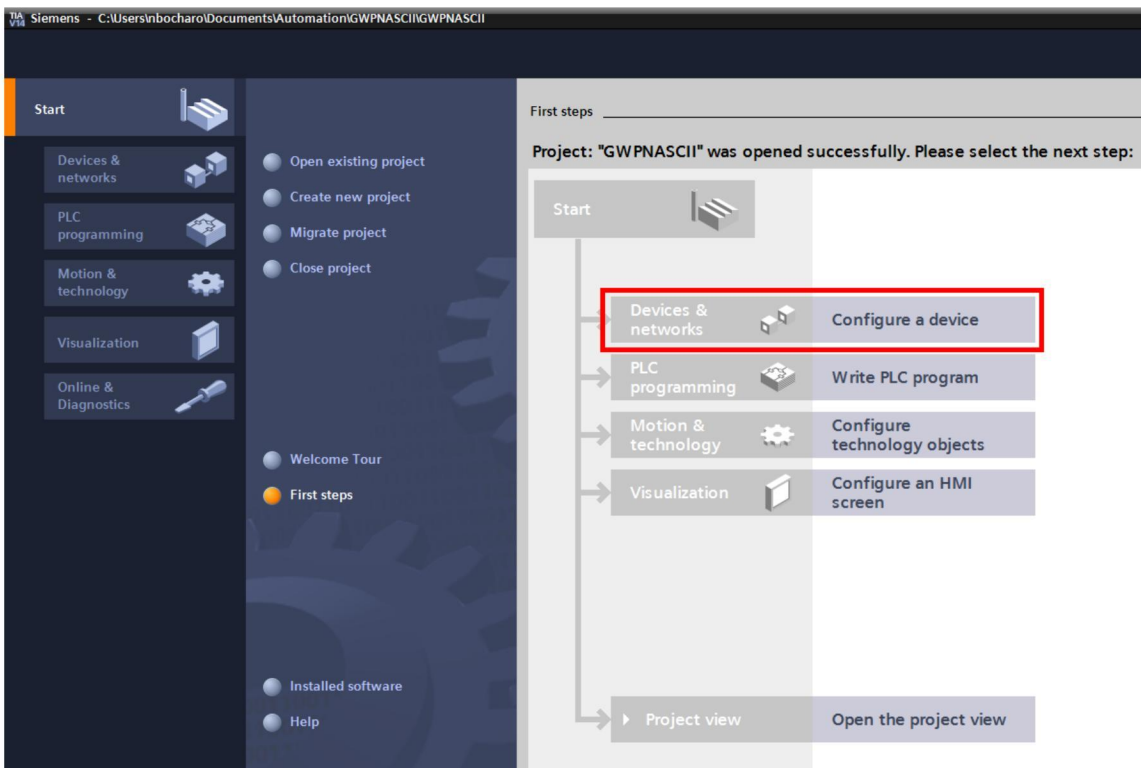 TIA V14 Siemens - C:\Users\nbocharo\Documents\Automation\GWPNASCII\GWPNASCII
Start
Devices &
networks
PLC
programming
Motion &
technology
Visualization
Online &
Diagnostics
Open existing project
Create new project
Migrate project
Close project
Welcome Tour
First steps
Installed software
Help
First steps
Project: "GWPNASCII" was opened successfully. Please select the next step:
Start
Devices &
networks
Configure a device
PLC
programming
Write PLC program
Motion &
technology
Configure
technology objects
Visualization
Configure an HMI
screen
Project view
Open the project view